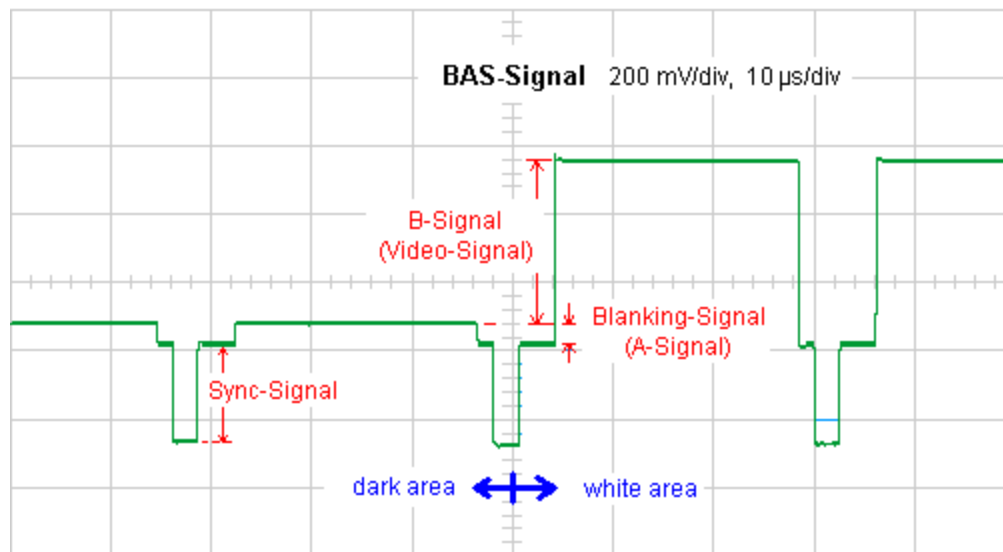 BAS-Signal 200 mV/div, 10 µs/div
B-Signal
(Video-Signal)
Blanking-Signal
(A-Signal)
Sync-Signal
dark area
white area